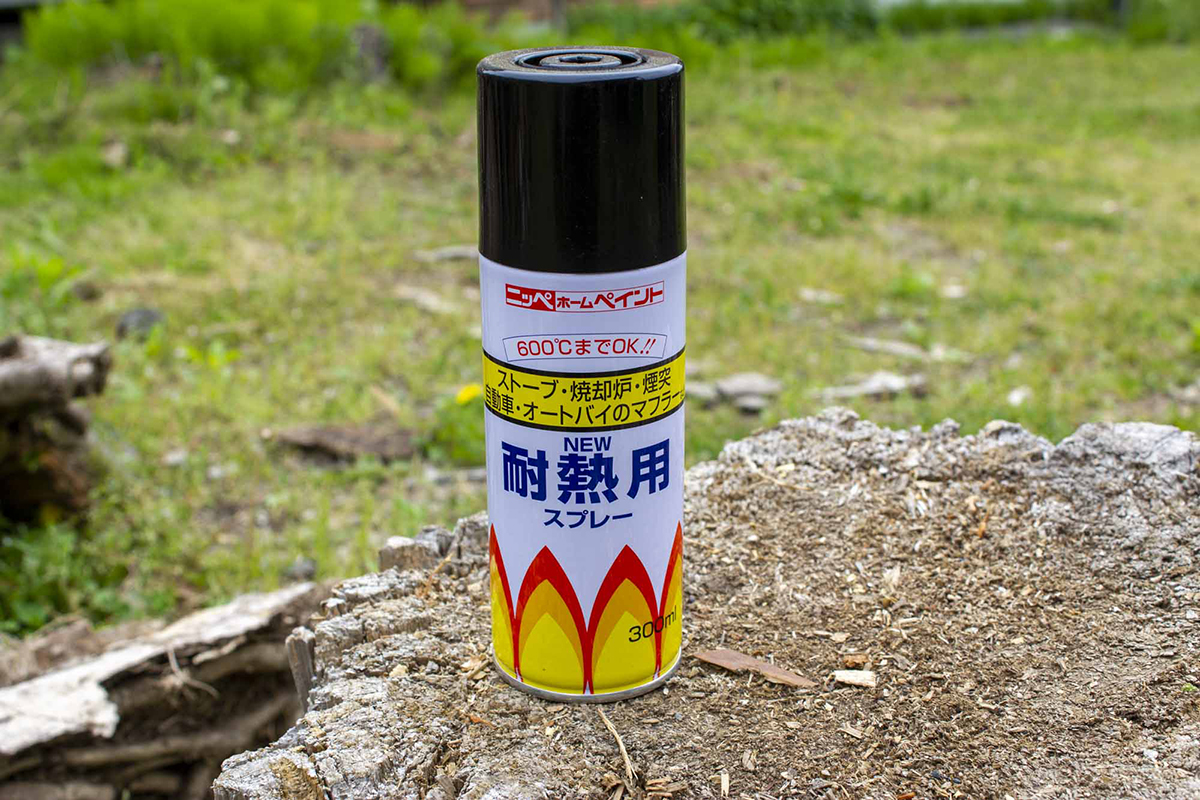 ニッペホームペイント
600℃までOK!!
ストーブ・焼却炉・煙突
自動車・オートバイのマフラー
NEW
耐熱用
スプレー
300ml